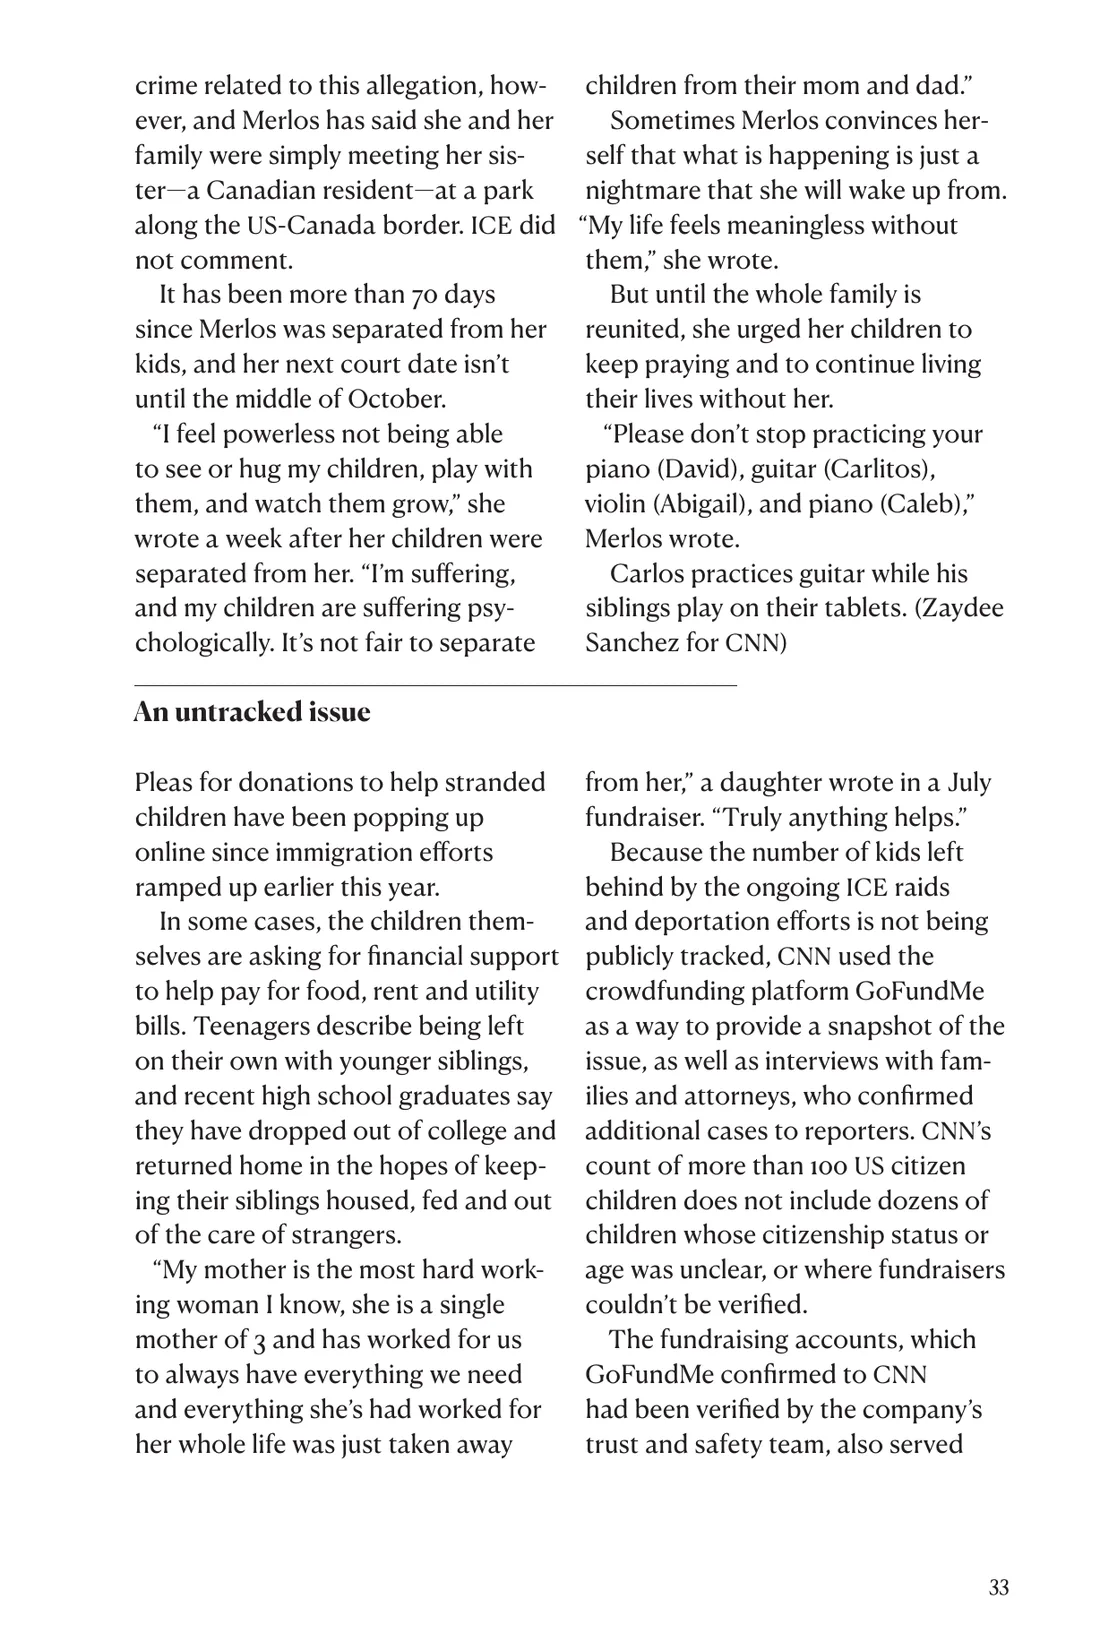 crime related to this allegation, how-
ever, and Merlos has said she and her
family were simply meeting her sis-
ter—a Canadian resident—at a park
along the US-Canada border. ICE did
not comment.
It has been more than 70 days
since Merlos was separated from her
kids, and her next court date isn’t
until the middle of October.
“I feel powerless not being able
to see or hug my children, play with
them, and watch them grow,” she
wrote a week after her children were
separated from her. “I’m suffering,
and my children are suffering psy-
chologically. It’s not fair to separate
children from their mom and dad.”
Sometimes Merlos convinces her-
self that what is happening is just a
nightmare that she will wake up from.
“My life feels meaningless without
them,” she wrote.
But until the whole family is
reunited, she urged her children to
keep praying and to continue living
their lives without her.
“Please don’t stop practicing your
piano (David), guitar (Carlitos),
violin (Abigail), and piano (Caleb),”
Merlos wrote.
Carlos practices guitar while his
siblings play on their tablets. (Zaydee
Sanchez for CNN)
An untracked issue
Pleas for donations to help stranded
children have been popping up
online since immigration efforts
ramped up earlier this year.
In some cases, the children them-
selves are asking for financial support
to help pay for food, rent and utility
bills. Teenagers describe being left
on their own with younger siblings,
and recent high school graduates say
they have dropped out of college and
returned home in the hopes of keep-
ing their siblings housed, fed and out
of the care of strangers.
“My mother is the most hard work-
ing woman I know, she is a single
mother of 3 and has worked for us
to always have everything we need
and everything she’s had worked for
her whole life was just taken away
from her,” a daughter wrote in a July
fundraiser. “Truly anything helps.”
Because the number of kids left
behind by the ongoing ICE raids
and deportation efforts is not being
publicly tracked, CNN used the
crowdfunding platform GoFundMe
as a way to provide a snapshot of the
issue, as well as interviews with fam-
ilies and attorneys, who confirmed
additional cases to reporters. CNN’s
count of more than 100 US citizen
children does not include dozens of
children whose citizenship status or
age was unclear, or where fundraisers
couldn’t be verified.
The fundraising accounts, which
GoFundMe confirmed to CNN
had been verified by the company’s
trust and safety team, also served
33